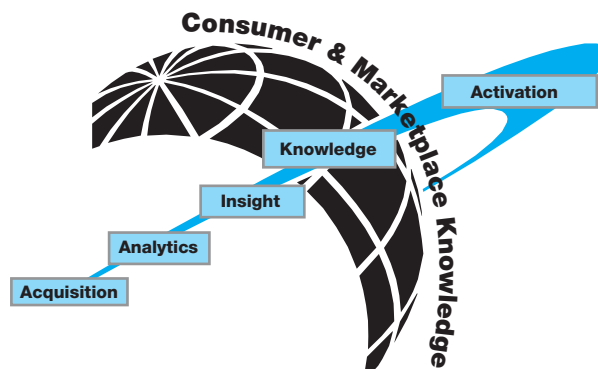 Consumer & Marketplace Knowledge
Activation
Knowledge
Insight
Analytics
Acquisition